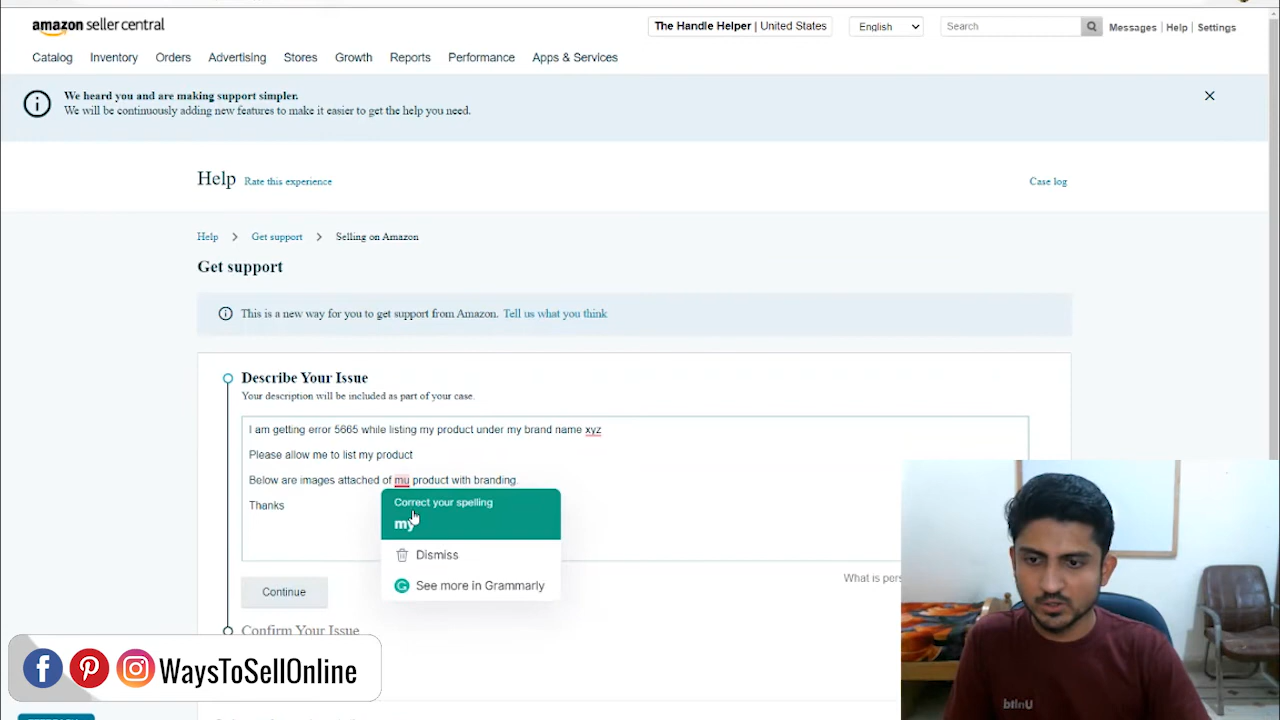 amazon seller central
The Handle Helper | United States
English
Search
Messages | Help | Settings
Catalog Inventory Orders Advertising Stores Growth Reports Performance Apps & Services
We heard you and are making support simpler.
We will be continuously adding new features to make it easier to get the help you need.
Help Rate this experience
Case log
Help > Get support > Selling on Amazon
Get support
This is a new way for you to get support from Amazon. Tell us what you think
Describe Your Issue
Your description will be included as part of your case.
I am getting error 5665 while listing my product under my brand name xyz
Please allow me to list my product
Below are images attached of mu product with branding.
Thanks
Correct your spelling
my
Dismiss
See more in Grammarly
What is pers
Continue
Confirm Your Issue
WaysToSellOnline